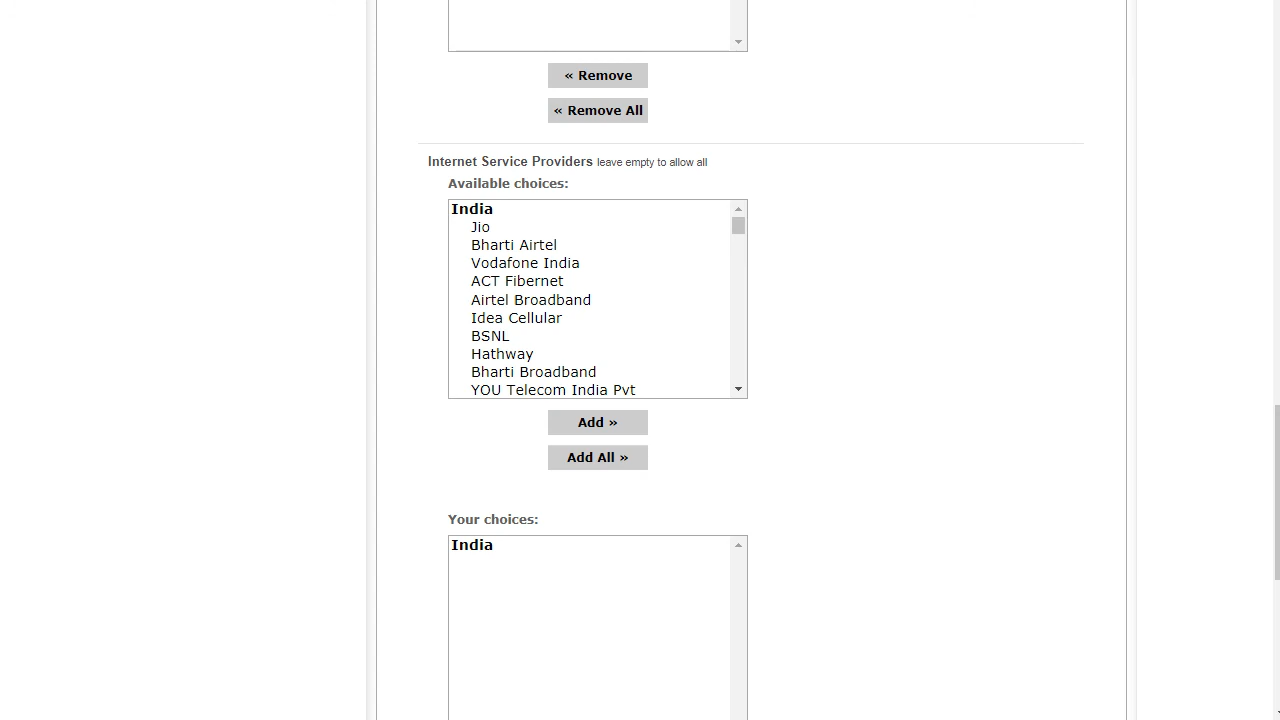 « Remove
« Remove All
Internet Service Providers leave empty to allow all
Available choices:
India
Jio
Bharti Airtel
Vodafone India
ACT Fibernet
Airtel Broadband
Idea Cellular
BSNL
Hathway
Bharti Broadband
YOU Telecom India Pvt
Add »
Add All »
Your choices:
India